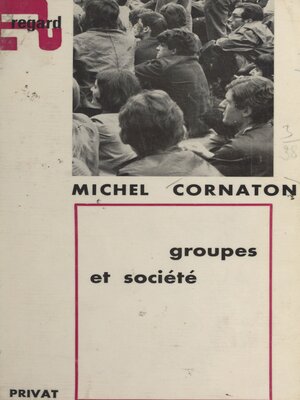 regard
MICHEL CORNATON
groupes
et société
PRIVAT